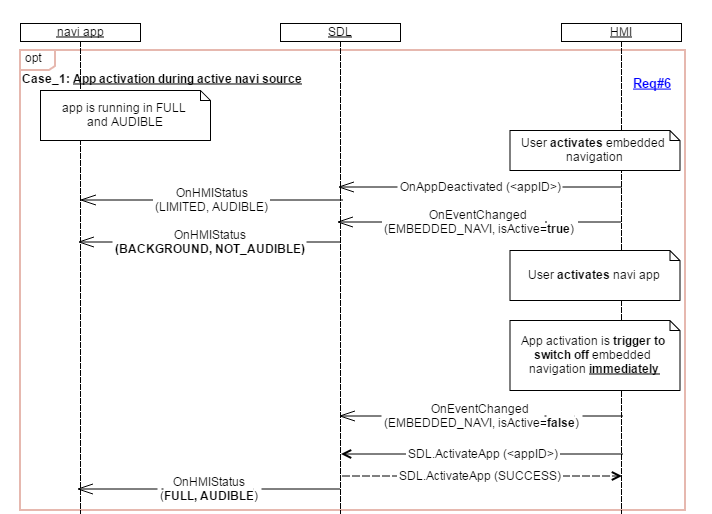 navi app
SDL
HMI
opt
Case_1: App activation during active navi source
Req#6
app is running in FULL
and AUDIBLE
User activates embedded
navigation
OnAppDeactivated (<appID>)
OnHMIStatus
(LIMITED, AUDIBLE)
OnEventChanged
(EMBEDDED_NAVI, isActive=true)
OnHMIStatus
(BACKGROUND, NOT_AUDIBLE)
User activates navi app
App activation is trigger to
switch off embedded
navigation immediately
OnEventChanged
(EMBEDDED_NAVI, isActive=false)
SDL.ActivateApp (<appID>)
SDL.ActivateApp (SUCCESS)
OnHMIStatus
(FULL, AUDIBLE)